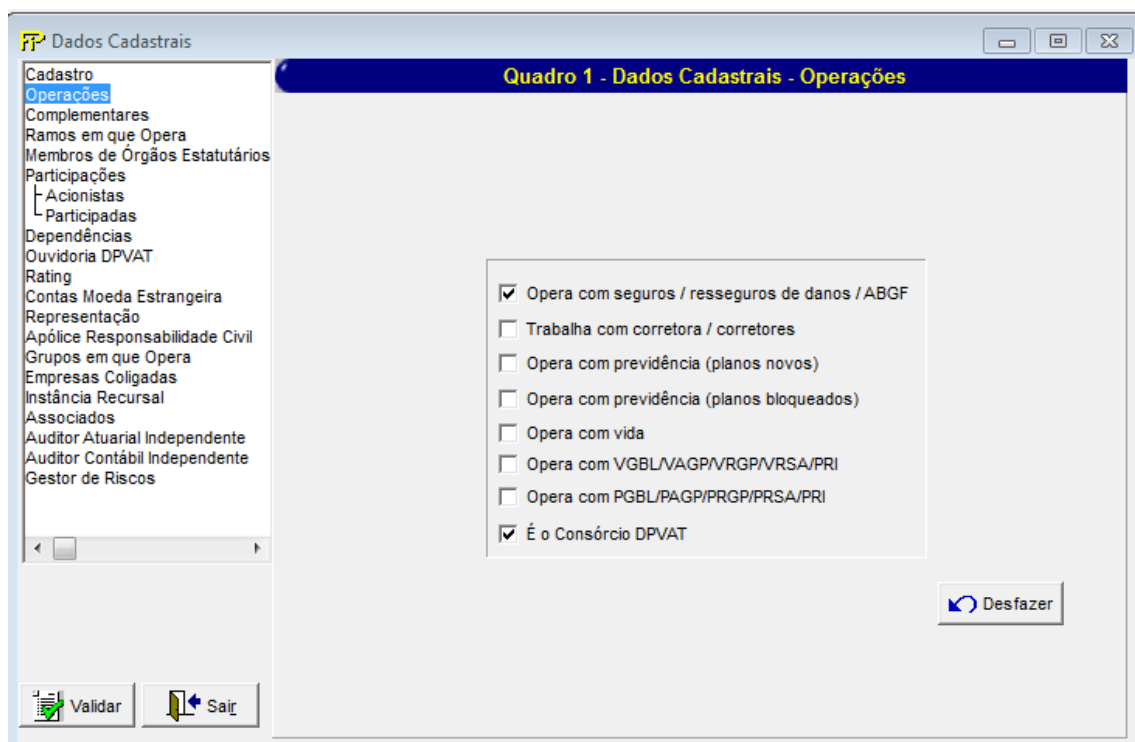 FIP Dados Cadastrais
Cadastro
Operações
Complementares
Ramos em que Opera
Membros de Órgãos Estatutários
Participações
Acionistas
Participadas
Dependências
Ouvidoria DPVAT
Rating
Contas Moeda Estrangeira
Representação
Apólice Responsabilidade Civil
Grupos em que Opera
Empresas Coligadas
Instância Recursal
Associados
Auditor Atuarial Independente
Auditor Contábil Independente
Gestor de Riscos
Validar
Sair
Quadro 1 - Dados Cadastrais - Operações
Opera com seguros / resseguros de danos / ABGF
Trabalha com corretora / corretores
Opera com previdência (planos novos)
Opera com previdência (planos bloqueados)
Opera com vida
Opera com VGBL/VAGP/VRGP/VRSA/PRI
Opera com PGBL/PAGP/PRGP/PRSA/PRI
É o Consórcio DPVAT
Desfazer